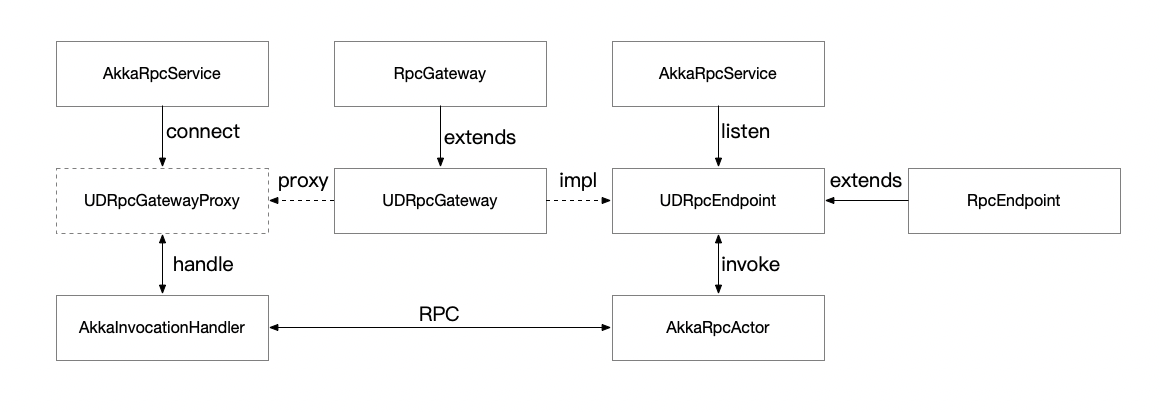 AkkaRpcService
RpcGateway
AkkaRpcService
connect
extends
listen
UDRpcGatewayProxy
proxy
UDRpcGateway
impl
UDRpcEndpoint
extends
RpcEndpoint
handle
invoke
AkkaInvocationHandler
RPC
AkkaRpcActor